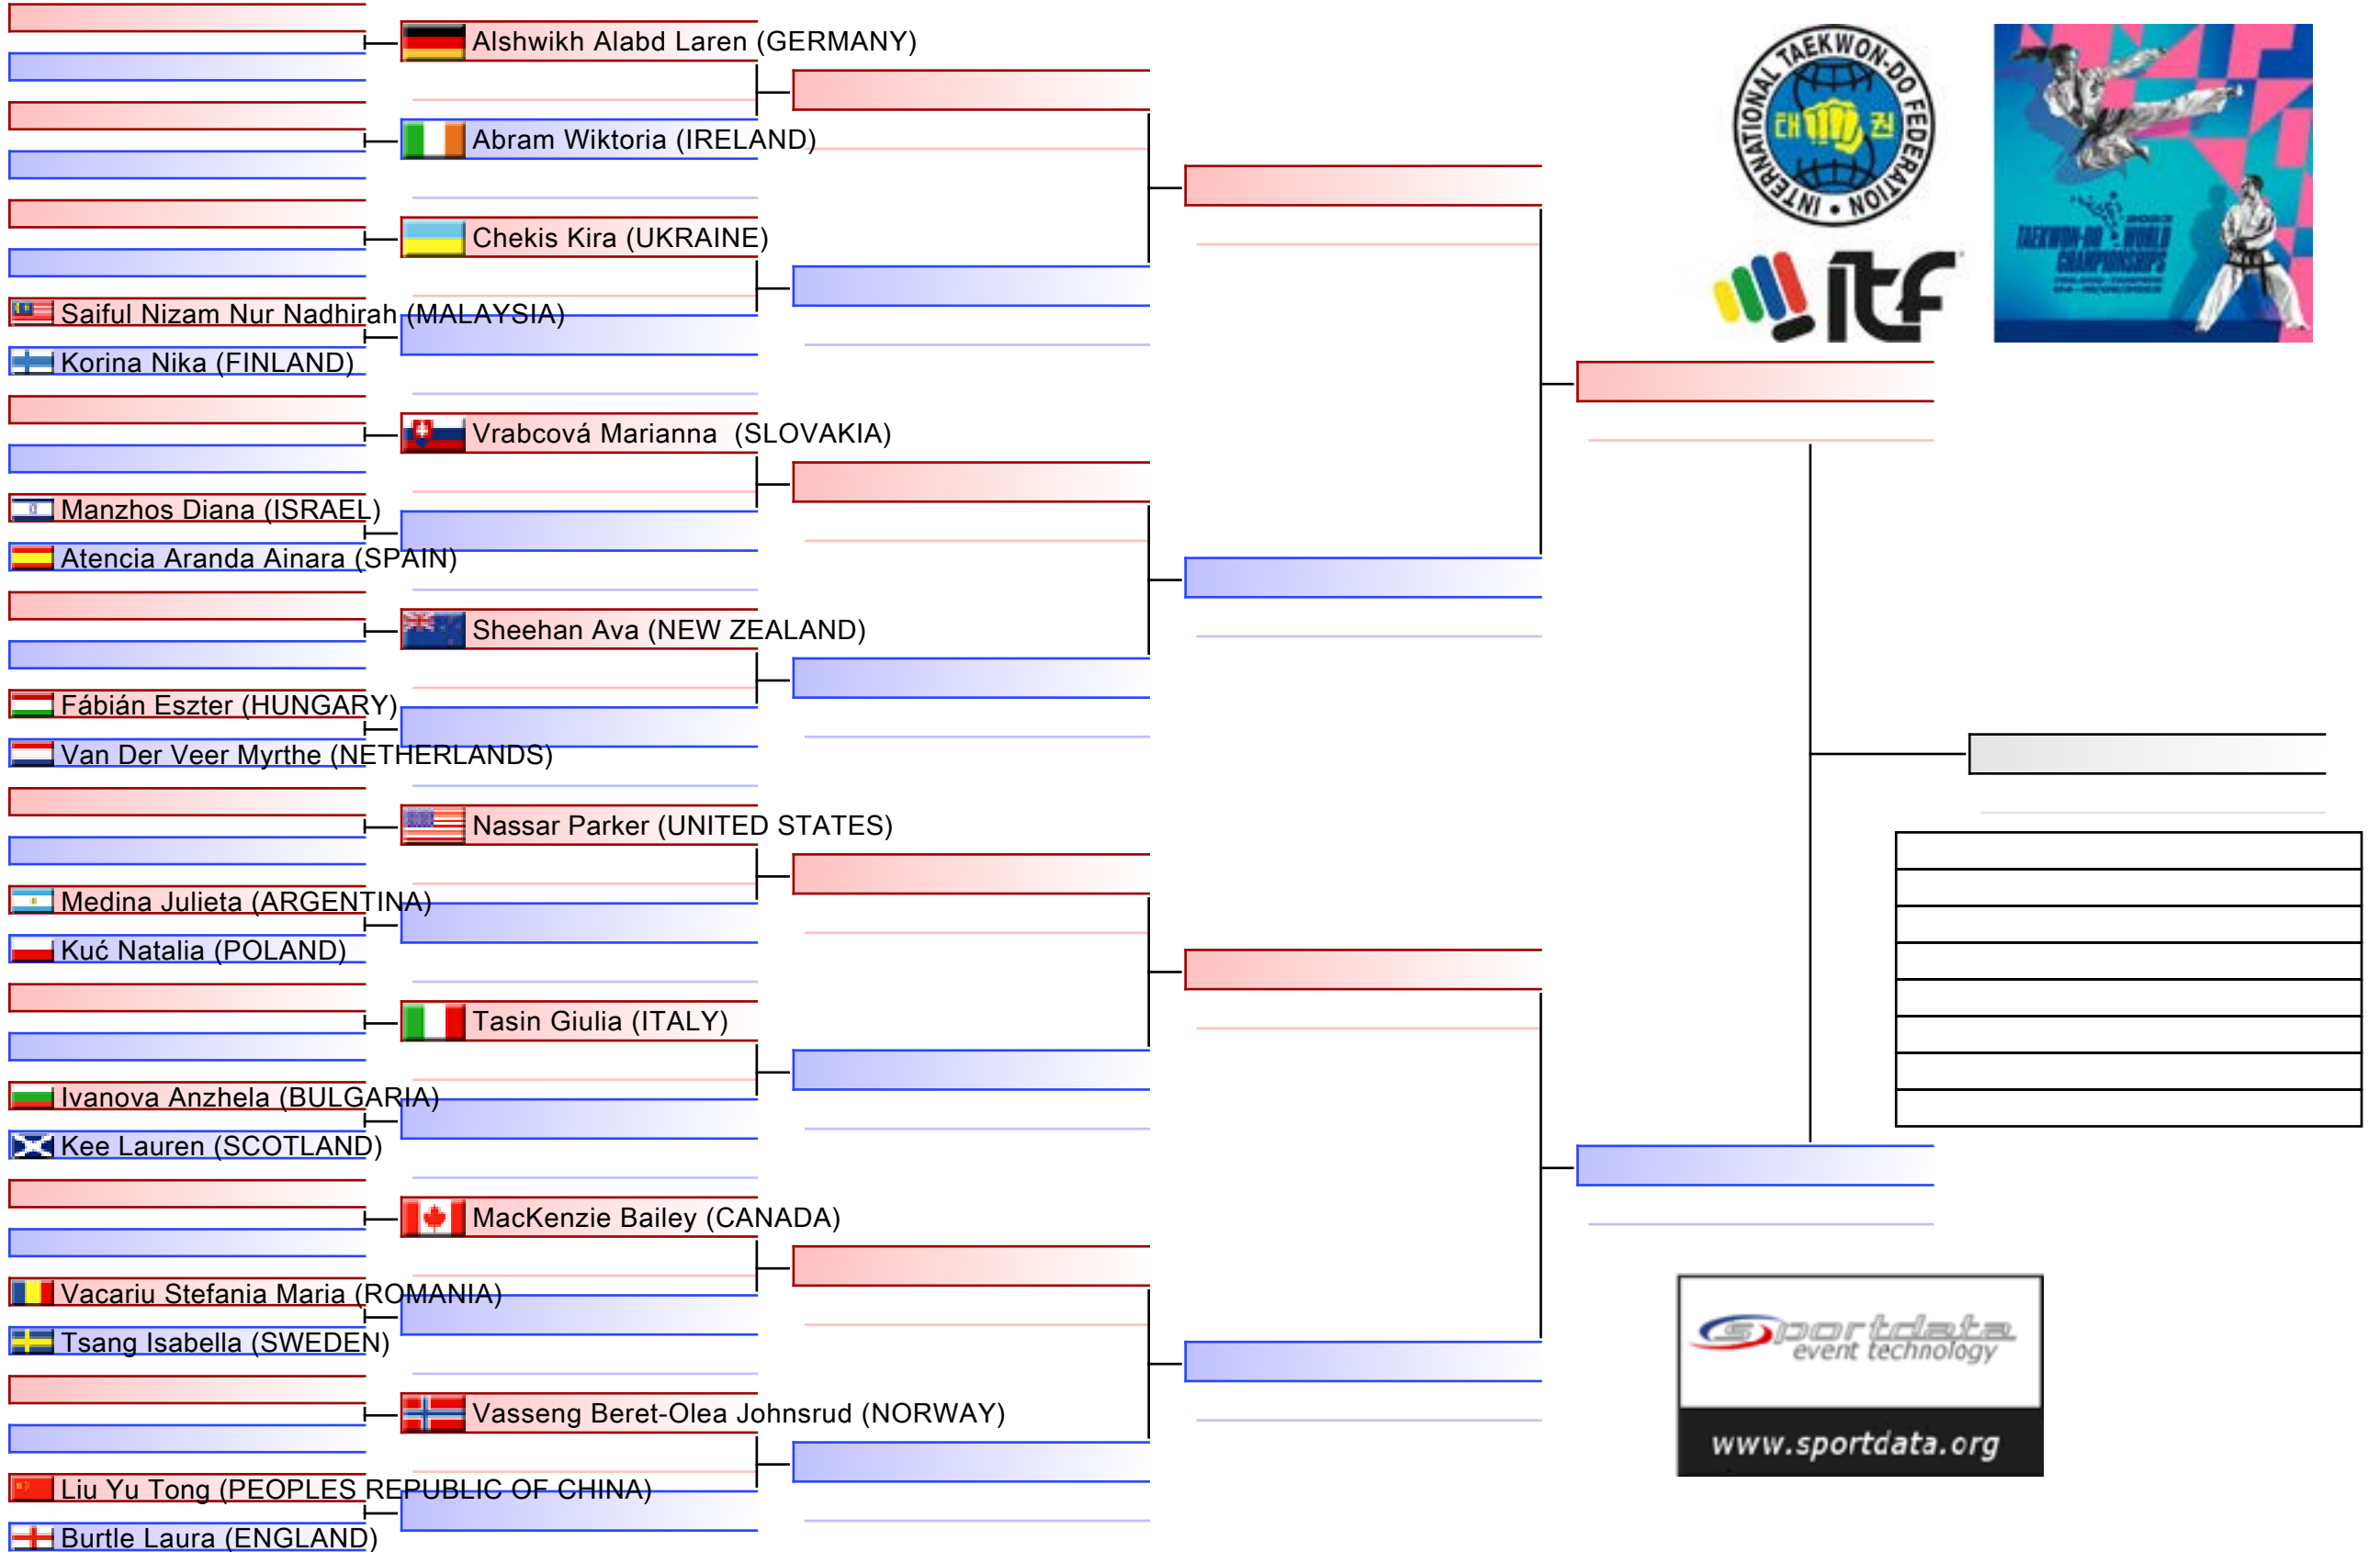 Alshwikh Alabd Laren (GERMANY)
Abram Wiktoria (IRELAND)
Chekis Kira (UKRAINE)
Saiful Nizam Nur Nadhirah (MALAYSIA)
Korina Nika (FINLAND)
Vrabcová Marianna (SLOVAKIA)
Manzhos Diana (ISRAEL)
Atencia Aranda Ainara (SPAIN)
Sheehan Ava (NEW ZEALAND)
Fábián Eszter (HUNGARY)
Van Der Veer Myrthe (NETHERLANDS)
Nassar Parker (UNITED STATES)
Medina Julieta (ARGENTINA)
Kuć Natalia (POLAND)
Tasin Giulia (ITALY)
Ivanova Anzhela (BULGARIA)
Kee Lauren (SCOTLAND)
MacKenzie Bailey (CANADA)
Vacariu Stefania Maria (ROMANIA)
Tsang Isabella (SWEDEN)
Vasseng Beret-Olea Johnsrud (NORWAY)
Liu Yu Tong (PEOPLES REPUBLIC OF CHINA)
Burtle Laura (ENGLAND)
INTERNATIONAL TAEKWON-DO FEDERATION
태권
itf
2023
TAEKWON-DO WORLD
CHAMPIONSHIPS
sportdata
event technology
www.sportdata.org